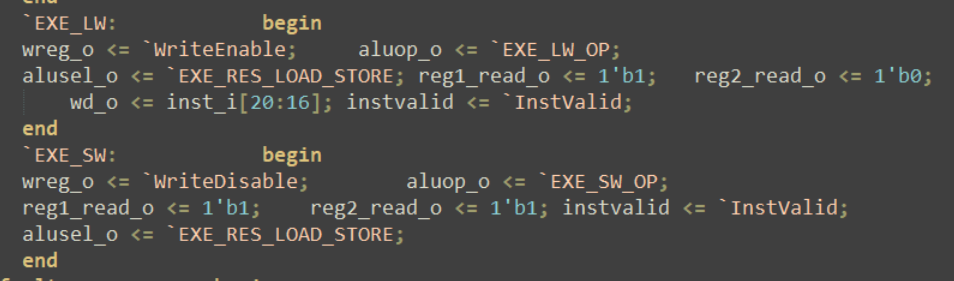 end
`EXE_LW:            begin
wreg_o <= `WriteEnable;     aluop_o <= `EXE_LW_OP;
alusel_o <= `EXE_RES_LOAD_STORE; reg1_read_o <= 1'b1;   reg2_read_o <= 1'b0;
    wd_o <= inst_i[20:16]; instvalid <= `InstValid;
end
`EXE_SW:            begin
wreg_o <= `WriteDisable;        aluop_o <= `EXE_SW_OP;
reg1_read_o <= 1'b1;    reg2_read_o <= 1'b1; instvalid <= `InstValid;
alusel_o <= `EXE_RES_LOAD_STORE;
end